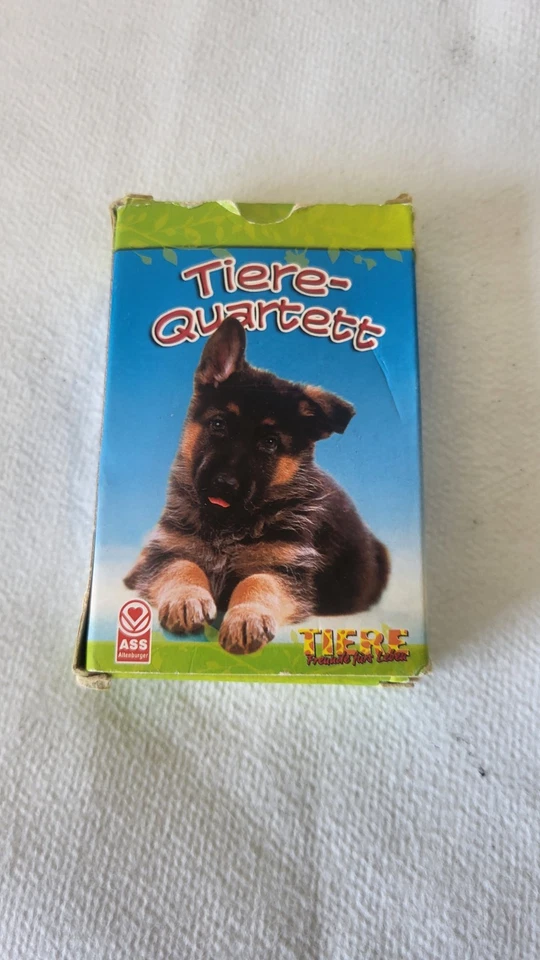 Tiere-
Quartett
ASS
Altenburger
TIERE
Freunde fürs Leben